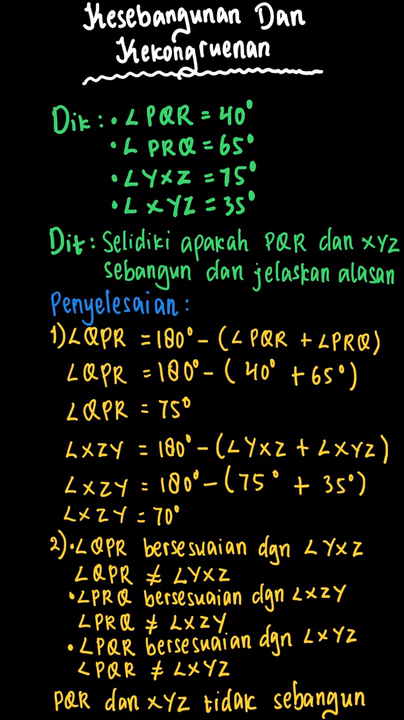 Kesebangunan Dan
Kekongruenan
Dik : • ∠ PQR = 40°
• ∠ PRQ = 65°
• ∠ YXZ = 75°
• ∠ XYZ = 35°
Dit : Selidiki apakah PQR dan XYZ
sebangun dan jelaskan alasan
Penyelesaian :
1) ∠QPR = 180° - (∠ PQR + ∠PRQ)
∠QPR = 180° - ( 40° + 65°)
∠QPR = 75°
∠XZY = 180° - (∠YXZ + ∠XYZ)
∠XZY = 180° - (75° + 35°)
∠XZY = 70°
2) • ∠QPR bersesuaian dgn ∠YXZ
∠QPR ≠ ∠YXZ
• ∠PRQ bersesuaian dgn ∠XZY
∠PRQ ≠ ∠XZY
• ∠PQR bersesuaian dgn ∠XYZ
∠PQR ≠ ∠XYZ
PQR dan XYZ tidak sebangun